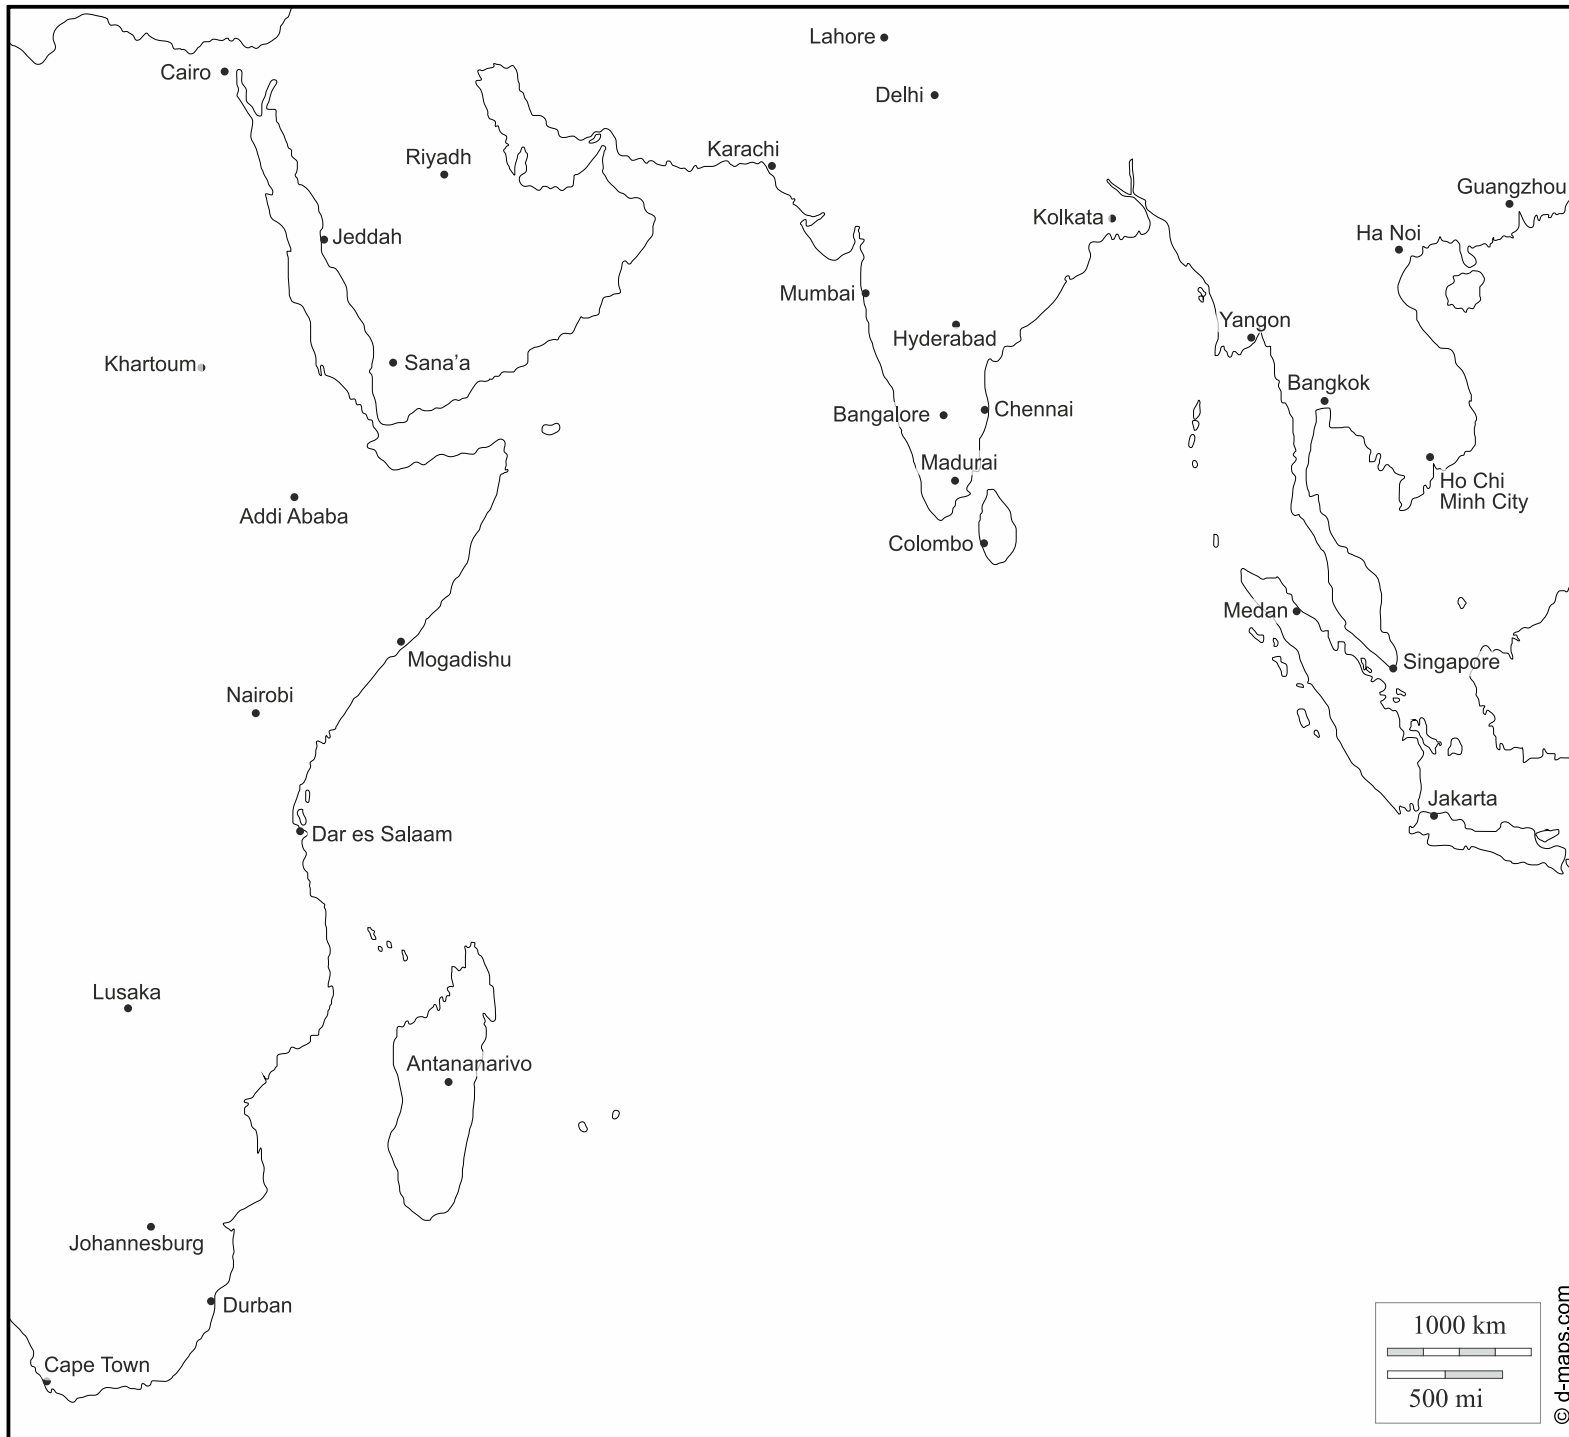 Lahore
Cairo
Delhi
Karachi
Riyadh
Guangzhou
Kolkata
Ha Noi
Jeddah
Mumbai
Yangon
Hyderabad
Khartoum
Sana’a
Bangkok
Bangalore
Chennai
Madurai
Ho Chi
Minh City
Addi Ababa
Colombo
Medan
Mogadishu
Singapore
Nairobi
Jakarta
Dar es Salaam
Lusaka
Antananarivo
Johannesburg
Durban
Cape Town
1000 km
500 mi
© d-maps.com